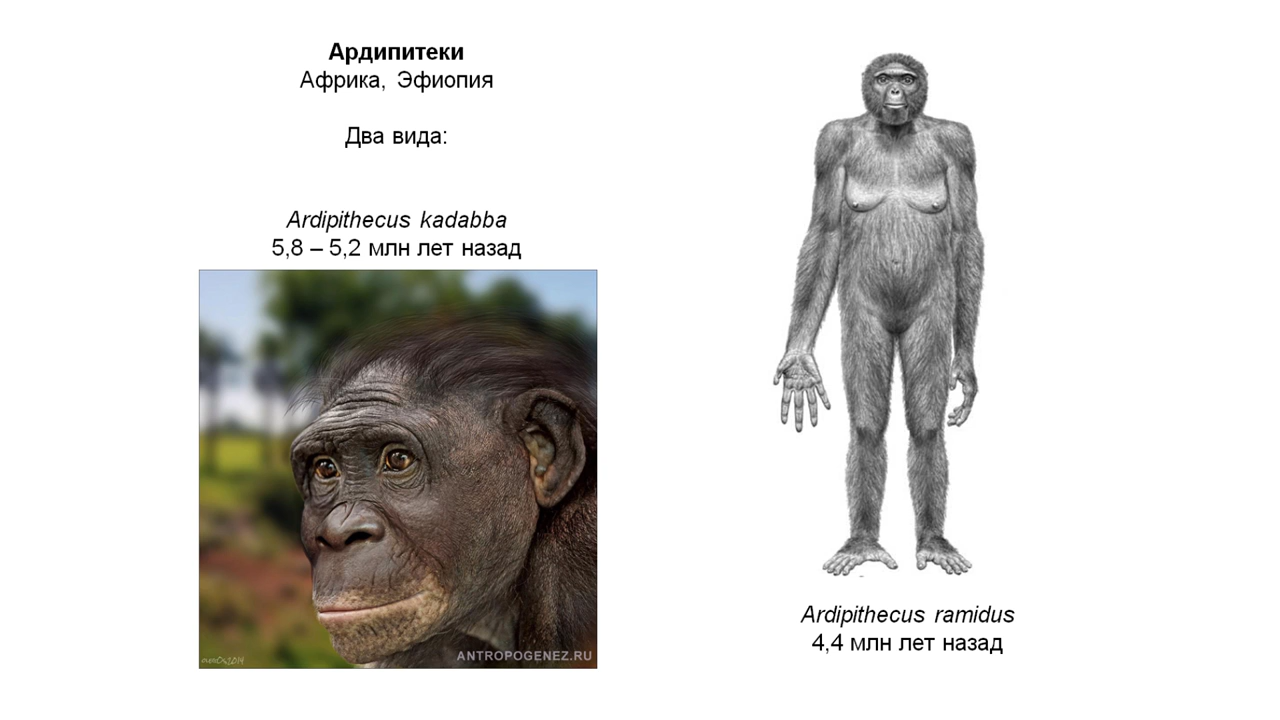 Ардипитеки
Африка, Эфиопия
Два вида:
Ardipithecus kadabba
5,8 – 5,2 млн лет назад
ANTROPOGENEZ.RU
Ardipithecus ramidus
4,4 млн лет назад